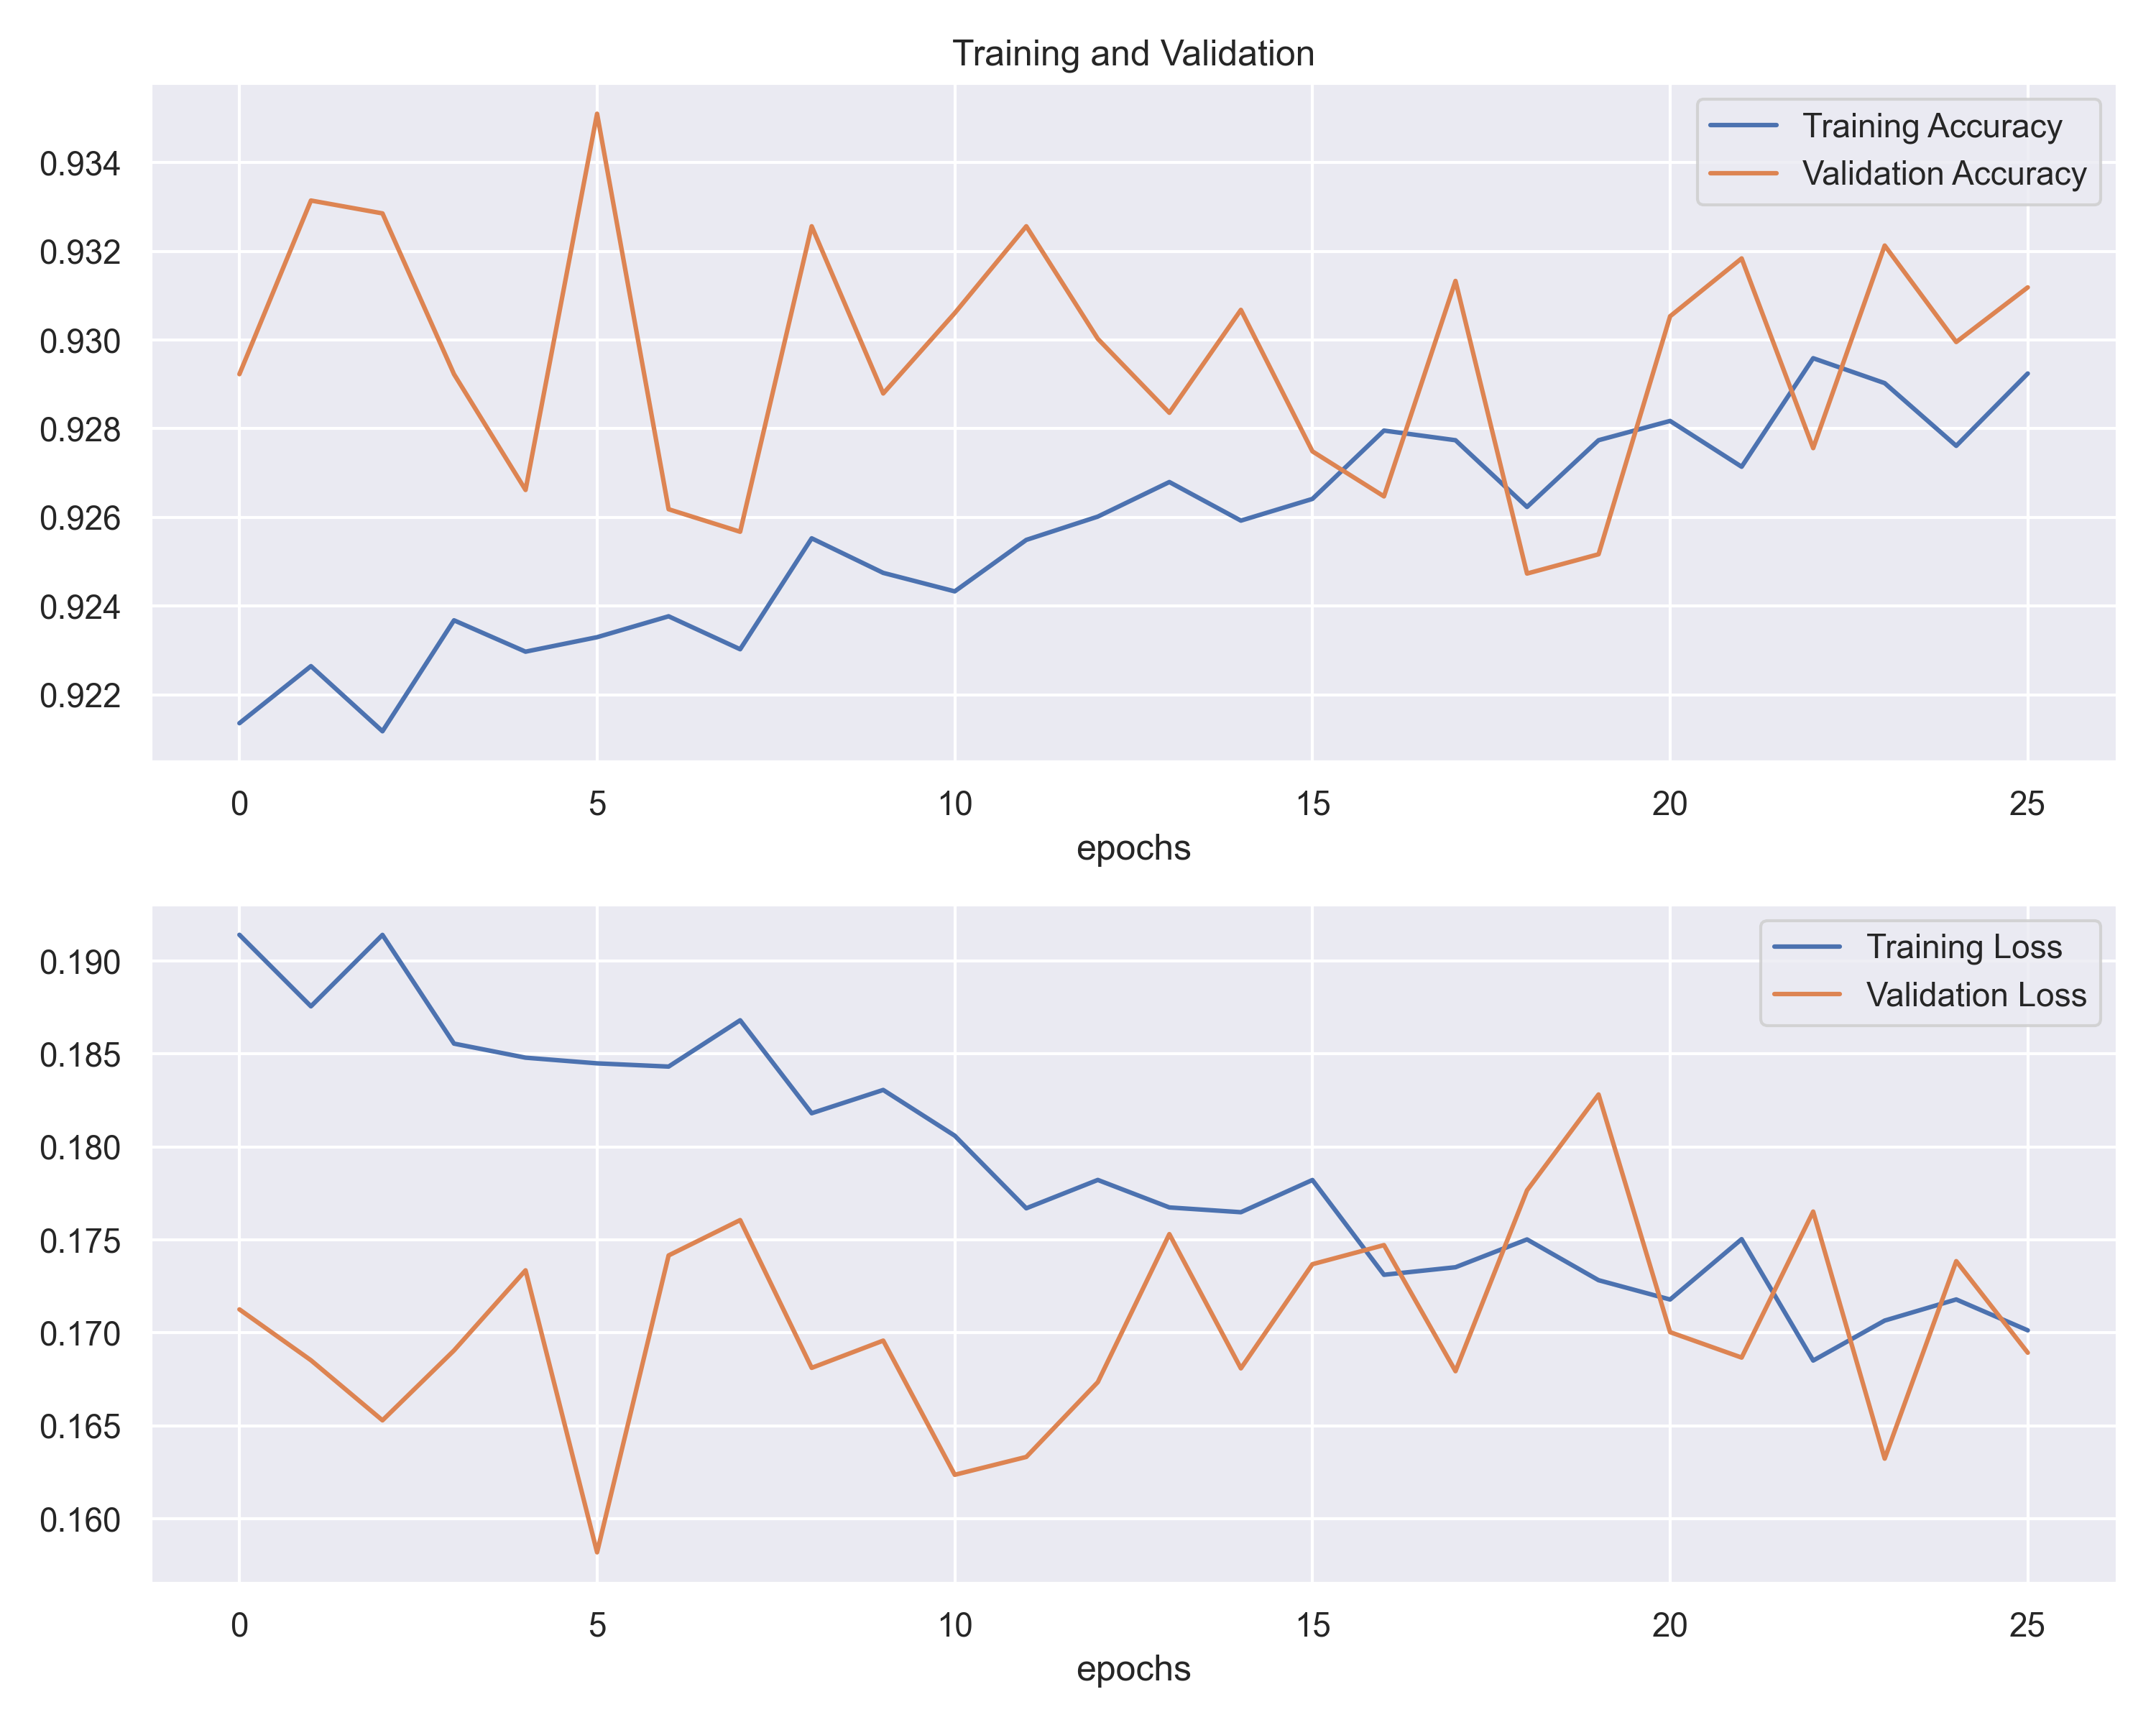 Training and Validation
Training Accuracy
Validation Accuracy
0.934
0.932
0.930
0.928
0.926
0.924
0.922
0 5 10 15 20 25
epochs
Training Loss
Validation Loss
0.190
0.185
0.180
0.175
0.170
0.165
0.160
0 5 10 15 20 25
epochs